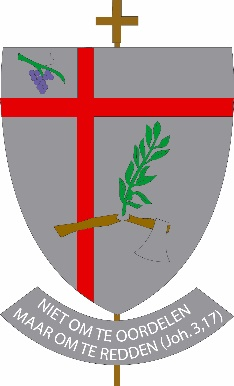 NIET OM TE OORDELEN
MAAR OM TE REDDEN (Joh. 3,17)